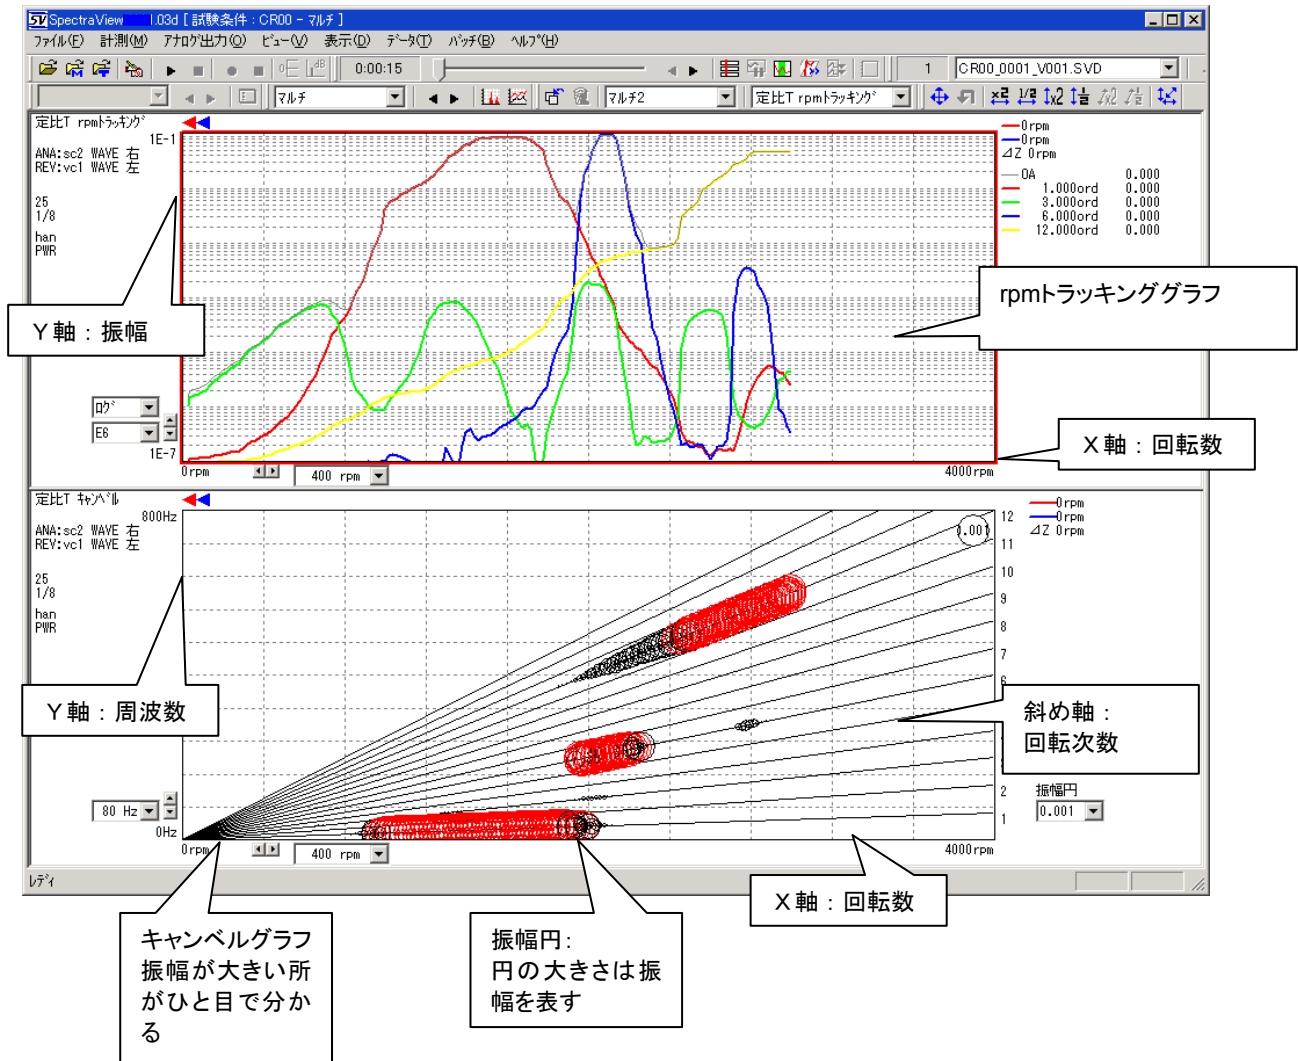 SpectraView .03d [ 試験条件 : CR00 - ﾏﾙﾁ ]
ﾌｧｲﾙ(F) 計測(M) ｱﾅﾛｸﾞ出力(O) ﾋﾞｭｰ(V) 表示(D) ﾃﾞｰﾀ(T) ﾊﾞｯﾁ(B) ﾍﾙﾌﾟ(H)
0:00:15 1 CR00_0001_V001.SVD
ﾏﾙﾁ ﾏﾙﾁ2 定比T rpmﾄﾗｯｷﾝｸﾞ
定比T rpmﾄﾗｯｷﾝｸﾞ
1E-1
ANA:sc2 WAVE 右
REV:vc1 WAVE 左
25
1/8
han
PWR
0rpm
0rpm
⊿Z 0rpm
OA 0.000
1.000ord 0.000
3.000ord 0.000
6.000ord 0.000
12.000ord 0.000
rpmトラッキンググラフ
Ｙ軸：振幅
ﾛｸﾞ
E6
1E-7
0rpm
400 rpm
4000rpm
Ｘ軸：回転数
定比T ｷｬﾝﾍﾞﾙ
800Hz
ANA:sc2 WAVE 右
REV:vc1 WAVE 左
25
1/8
han
PWR
0rpm
0rpm
⊿Z 0rpm
0.001
12
11
10
9
8
7
6
2
1
Ｙ軸：周波数
斜め軸：
回転次数
振幅円
0.001
80 Hz
0Hz
0rpm
400 rpm
4000rpm
Ｘ軸：回転数
ﾚﾃﾞｨ
キャンベルグラフ
振幅が大きい所
がひと目で分か
る
振幅円：
円の大きさは振
幅を表す